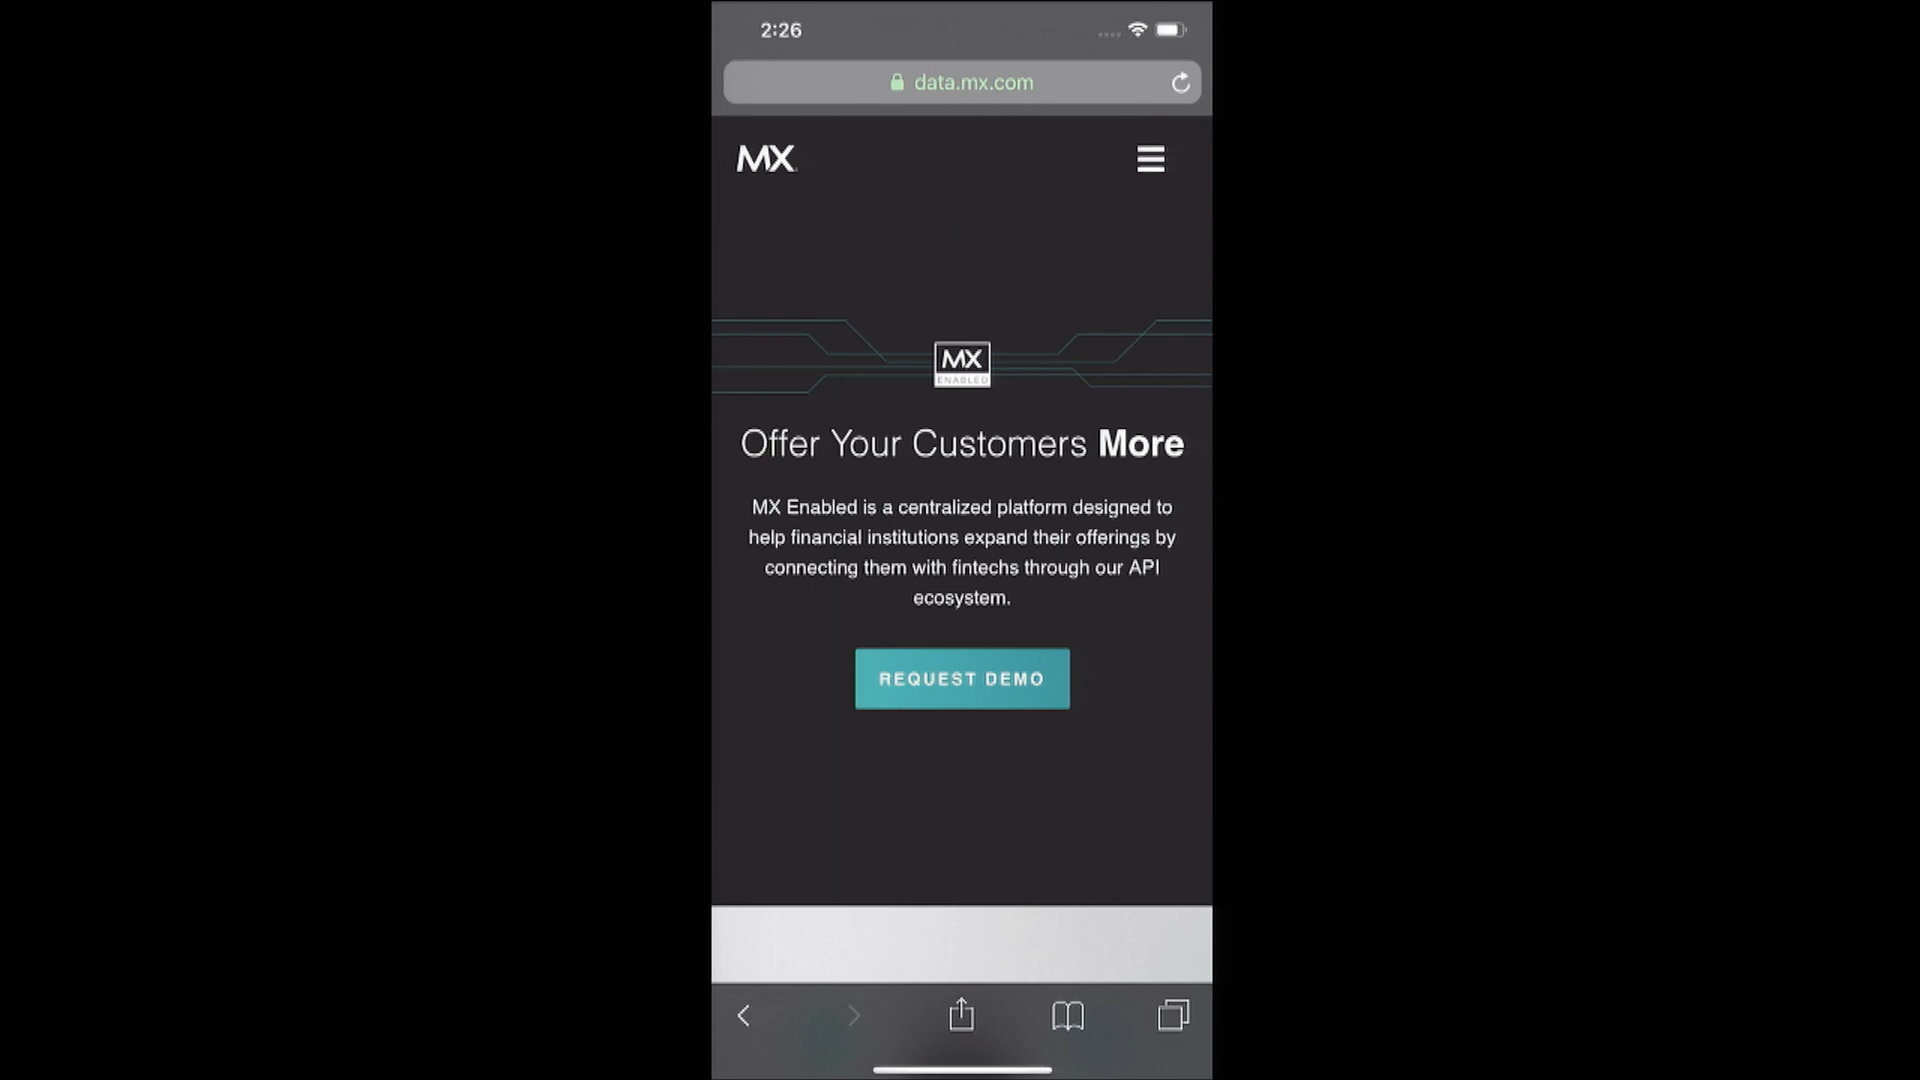 2:26
data.mx.com
MX
MX
ENABLED
Offer Your Customers More
MX Enabled is a centralized platform designed to
help financial institutions expand their offerings by
connecting them with fintechs through our API
ecosystem.
REQUEST DEMO